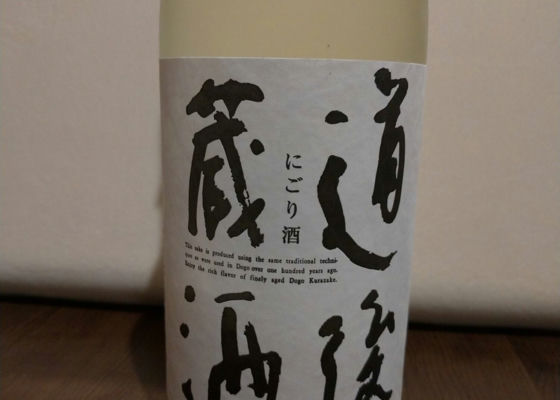 道後
蔵酒
にごり酒
This sake is produced using the same traditional techni-
ques as were used in Dogo over one hundred years ago.
Enjoy the rich flavor of finely aged Dogo Kurazake.